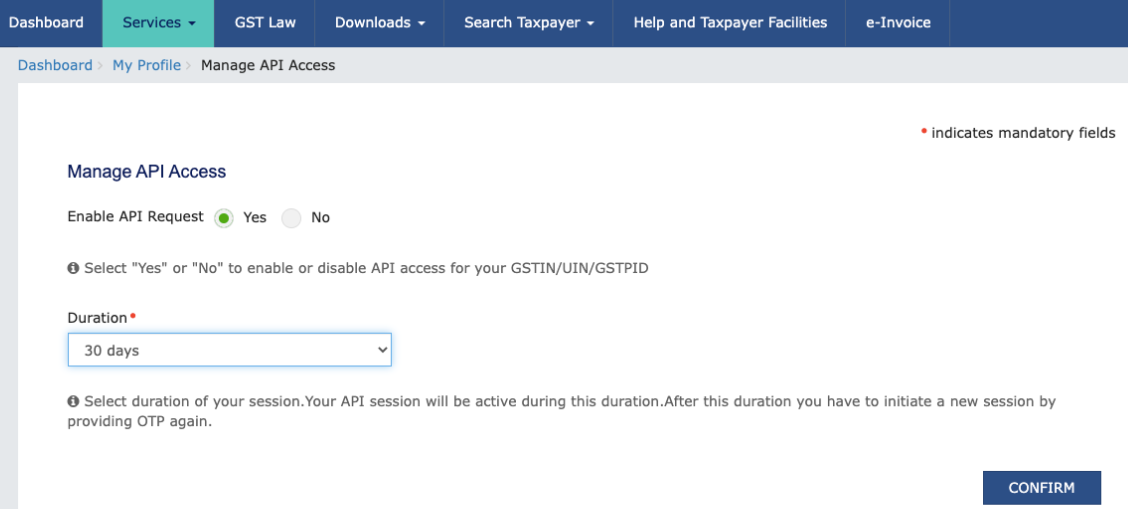 Dashboard Services GST Law Downloads Search Taxpayer Help and Taxpayer Facilities e-Invoice
Dashboard > My Profile > Manage API Access
• indicates mandatory fields
Manage API Access
Enable API Request Yes No
Select "Yes" or "No" to enable or disable API access for your GSTIN/UIN/GSTPID
Duration•
30 days
Select duration of your session.Your API session will be active during this duration.After this duration you have to initiate a new session by
providing OTP again.
CONFIRM